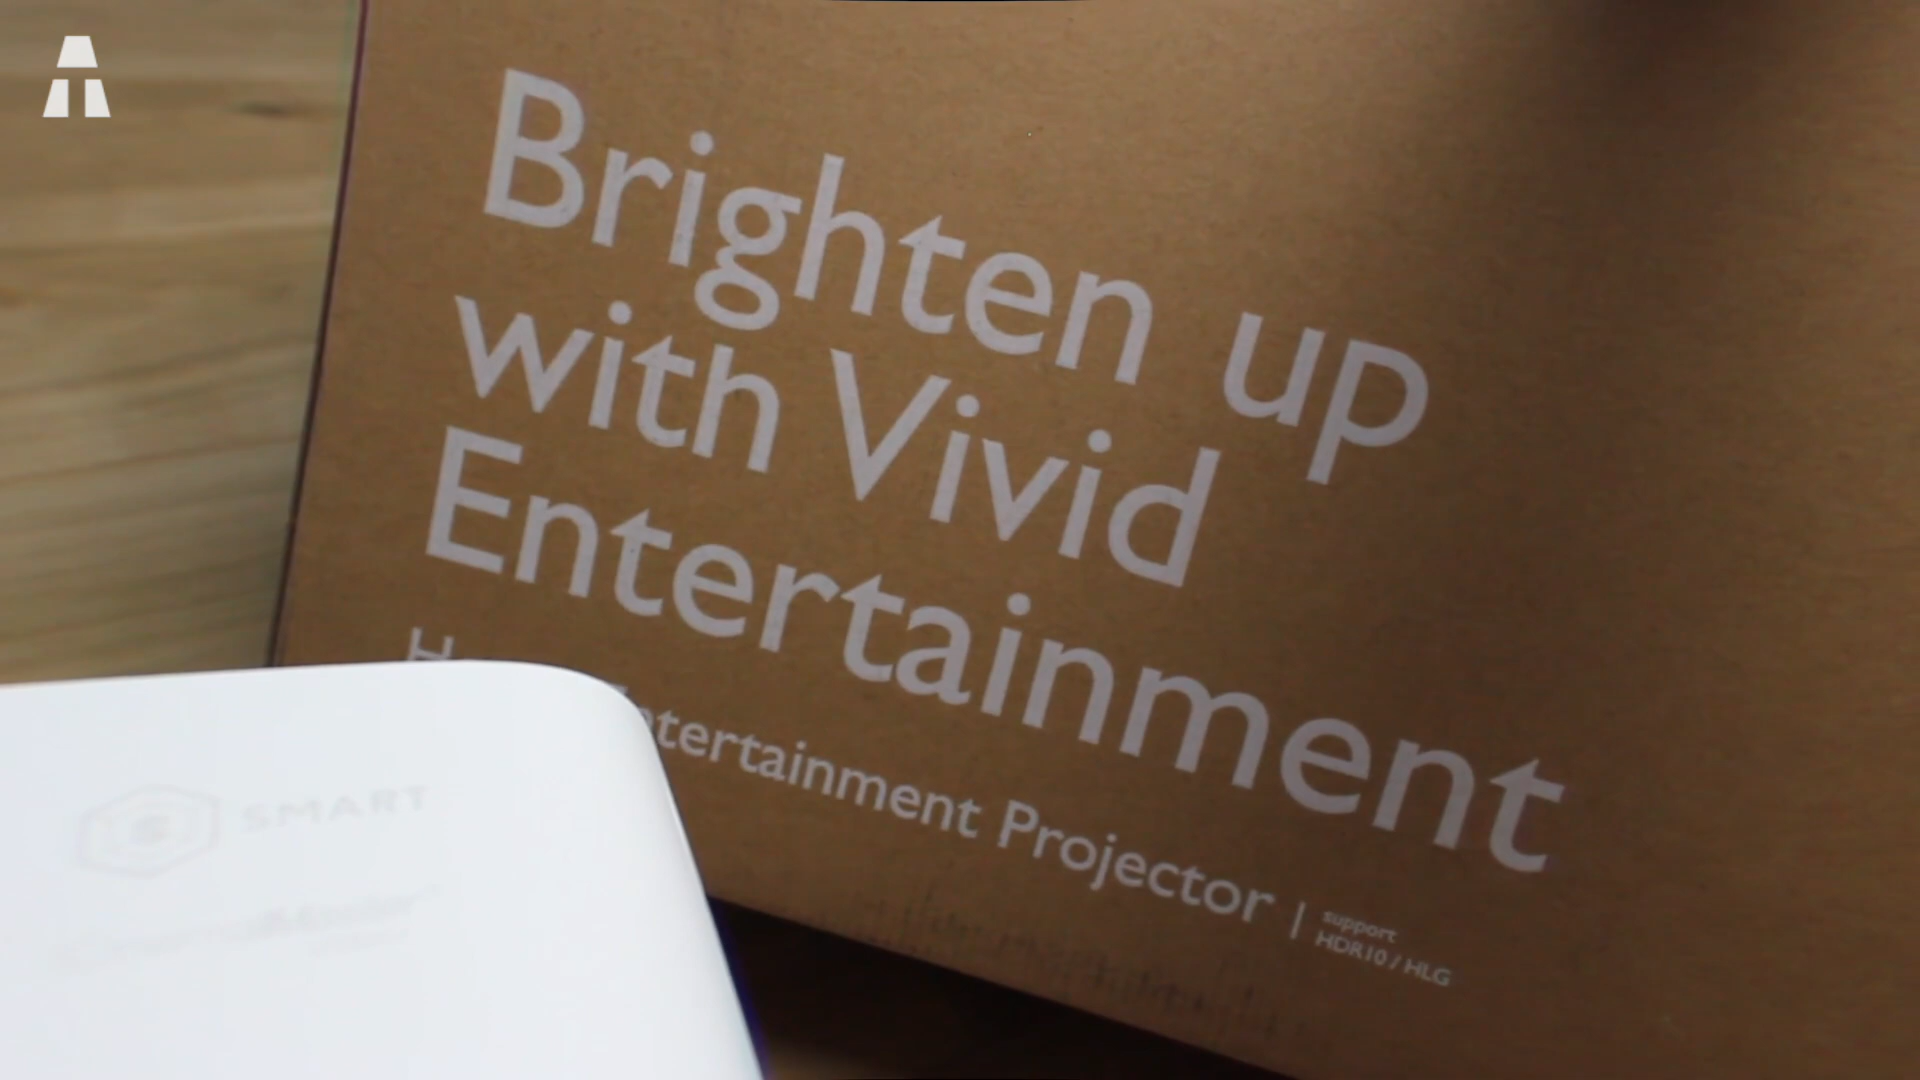 Brighten up
with Vivid
Entertainment
H
ntertainment Projector |
support
HDR10 / HLG
SMART